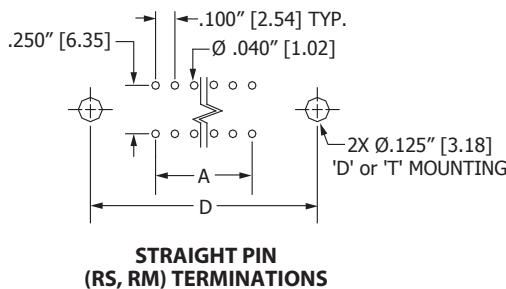 .100″ [2.54] TYP.
.250″ [6.35]
Ø .040″ [1.02]
2X Ø.125″ [3.18]
'D' or 'T' MOUNTING
A
D
STRAIGHT PIN
(RS, RM) TERMINATIONS